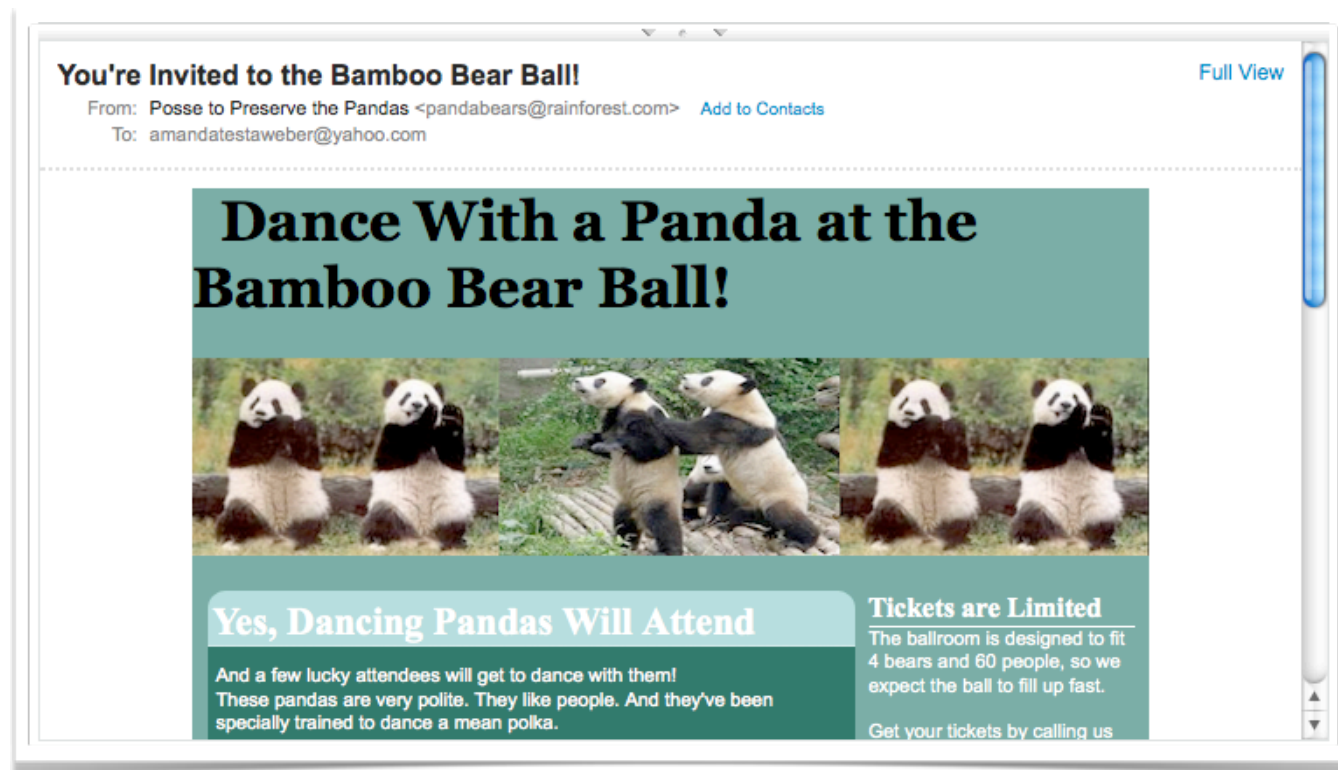 You're Invited to the Bamboo Bear Ball!
Full View
From: Posse to Preserve the Pandas <pandabears@rainforest.com> Add to Contacts
To: amandatestaweber@yahoo.com
Dance With a Panda at the
Bamboo Bear Ball!
Yes, Dancing Pandas Will Attend
And a few lucky attendees will get to dance with them!
These pandas are very polite. They like people. And they've been
specially trained to dance a mean polka.
Tickets are Limited
The ballroom is designed to fit
4 bears and 60 people, so we
expect the ball to fill up fast.
Get your tickets by calling us